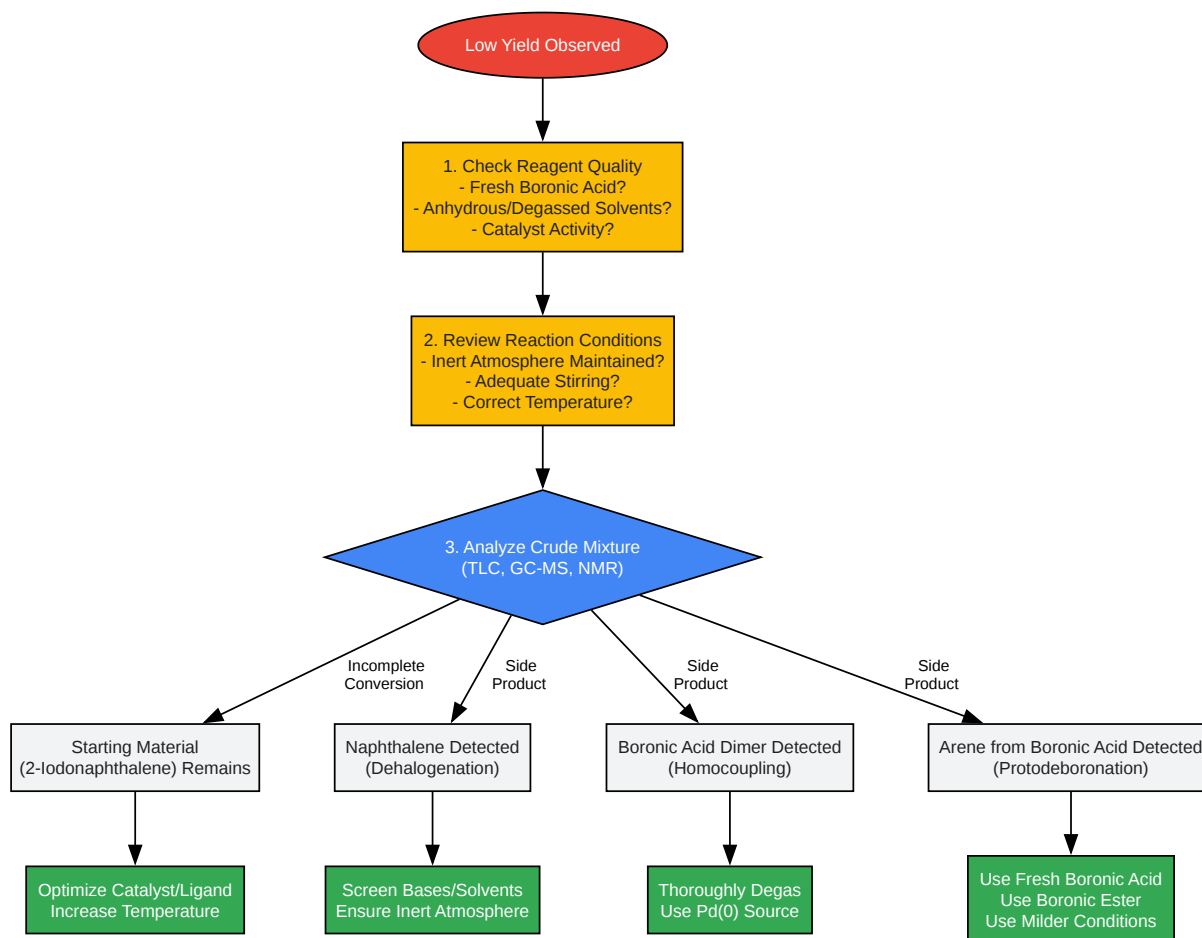 Low Yield Observed
1. Check Reagent Quality
- Fresh Boronic Acid?
- Anhydrous/Degassed Solvents?
- Catalyst Activity?
2. Review Reaction Conditions
- Inert Atmosphere Maintained?
- Adequate Stirring?
- Correct Temperature?
3. Analyze Crude Mixture
(TLC, GC-MS, NMR)
Incomplete
Conversion
Side
Product
Side
Product
Side
Product
Starting Material
(2-Iodonaphthalene) Remains
Naphthalene Detected
(Dehalogenation)
Boronic Acid Dimer Detected
(Homocoupling)
Arene from Boronic Acid Detected
(Protodeboronation)
Optimize Catalyst/Ligand
Increase Temperature
Screen Bases/Solvents
Ensure Inert Atmosphere
Thoroughly Degas
Use Pd(0) Source
Use Fresh Boronic Acid
Use Boronic Ester
Use Milder Conditions